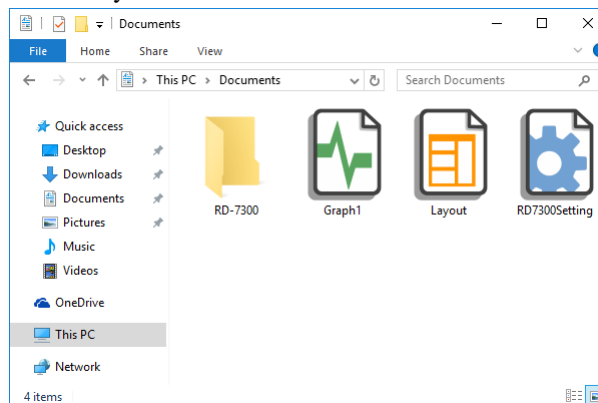 Documents
File Home Share View
This PC > Documents
Search Documents
Quick access
Desktop
Downloads
Documents
Pictures
Music
Videos
OneDrive
This PC
Network
RD-7300 Graph1 Layout RD7300Setting
4 items